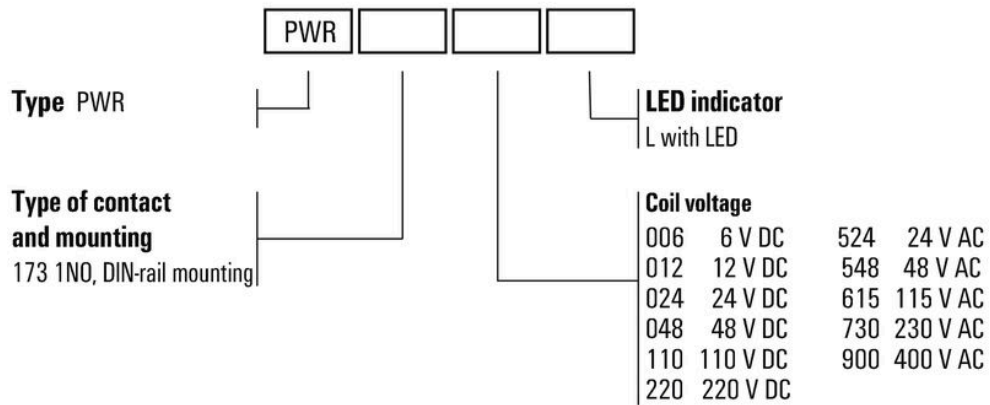 PWR
Type PWR
LED indicator
L with LED
Type of contact
and mounting
173 1NO, DIN-rail mounting
Coil voltage
006 6 V DC 524 24 V AC
012 12 V DC 548 48 V AC
024 24 V DC 615 115 V AC
048 48 V DC 730 230 V AC
110 110 V DC 900 400 V AC
220 220 V DC